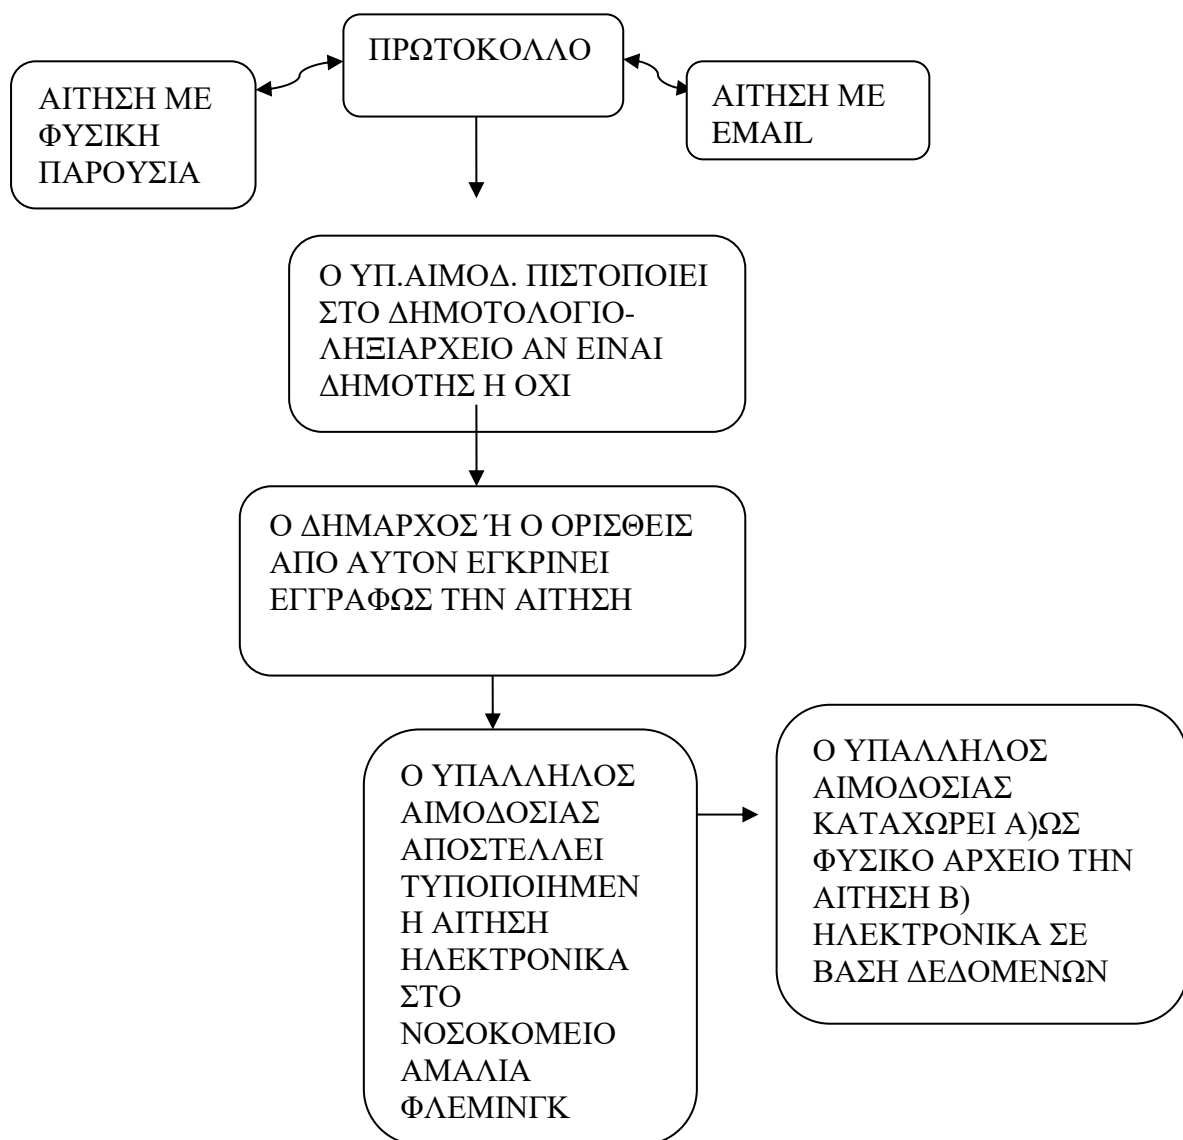 ΠΡΩΤΟΚΟΛΛΟ
ΑΙΤΗΣΗ ΜΕ
ΦΥΣΙΚΗ
ΠΑΡΟΥΣΙΑ
ΑΙΤΗΣΗ ΜΕ
EMAIL
Ο ΥΠ.ΑΙΜΟΔ. ΠΙΣΤΟΠΟΙΕΙ
ΣΤΟ ΔΗΜΟΤΟΛΟΓΙΟ-
ΛΗΞΙΑΡΧΕΙΟ ΑΝ ΕΙΝΑΙ
ΔΗΜΟΤΗΣ Η ΟΧΙ
Ο ΔΗΜΑΡΧΟΣ Ή Ο ΟΡΙΣΘΕΙΣ
ΑΠΟ ΑΥΤΟΝ ΕΓΚΡΙΝΕΙ
ΕΓΓΡΑΦΩΣ ΤΗΝ ΑΙΤΗΣΗ
Ο ΥΠΑΛΛΗΛΟΣ
ΑΙΜΟΔΟΣΙΑΣ
ΑΠΟΣΤΕΛΛΕΙ
ΤΥΠΟΠΟΙΗΜΕΝ
Η ΑΙΤΗΣΗ
ΗΛΕΚΤΡΟΝΙΚΑ
ΣΤΟ
ΝΟΣΟΚΟΜΕΙΟ
ΑΜΑΛΙΑ
ΦΛΕΜΙΝΓΚ
Ο ΥΠΑΛΛΗΛΟΣ
ΑΙΜΟΔΟΣΙΑΣ
ΚΑΤΑΧΩΡΕΙ Α)ΩΣ
ΦΥΣΙΚΟ ΑΡΧΕΙΟ ΤΗΝ
ΑΙΤΗΣΗ Β)
ΗΛΕΚΤΡΟΝΙΚΑ ΣΕ
ΒΑΣΗ ΔΕΔΟΜΕΝΩΝ